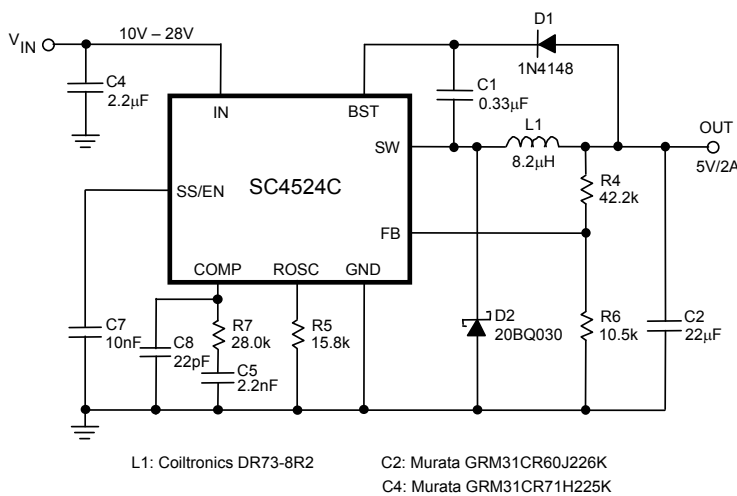 D1
V IN
10V – 28V
1N4148
C4
2.2µF
C1
0.33µF
IN
BST
L1
OUT
SW
8.2µH
5V/2A
SS/EN
SC4524C
R4
42.2k
FB
COMP
ROSC
GND
C7
10nF
C8
22pF
R7
28.0k
R5
15.8k
D2
20BQ030
R6
10.5k
C2
22µF
C5
2.2nF
L1: Coiltronics DR73-8R2
C2: Murata GRM31CR60J226K
C4: Murata GRM31CR71H225K